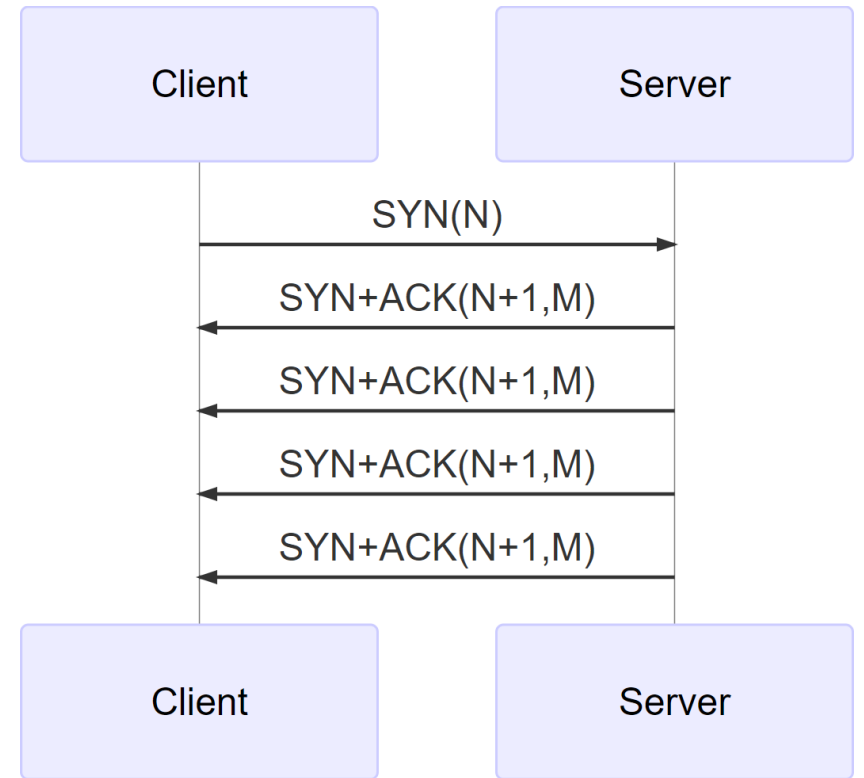 Client
Server
SYN(N)
SYN+ACK(N+1,M)
SYN+ACK(N+1,M)
SYN+ACK(N+1,M)
SYN+ACK(N+1,M)
Client
Server